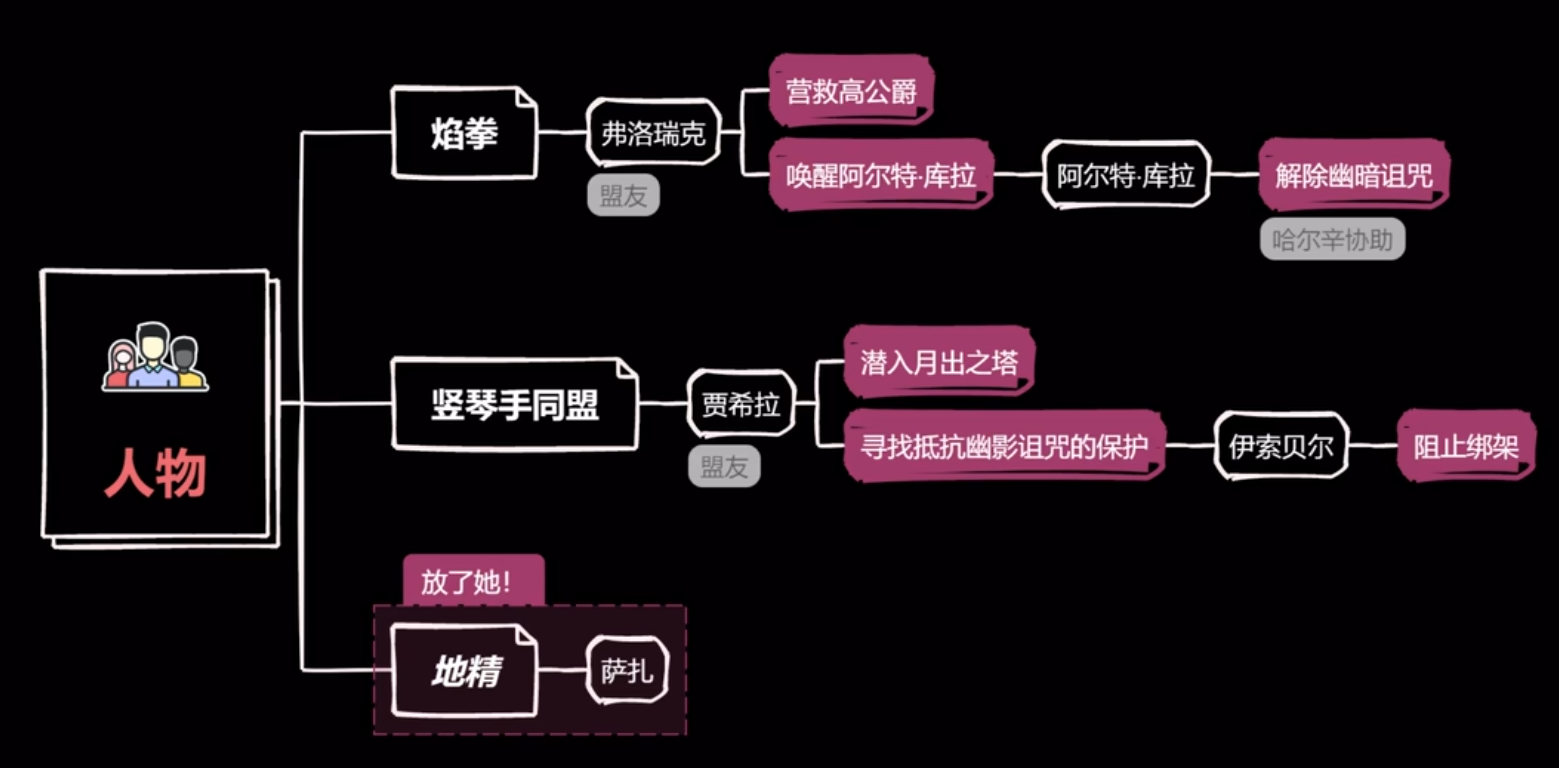 人物
焰拳
弗洛瑞克
盟友
营救高公爵
唤醒阿尔特·库拉
阿尔特·库拉
解除幽暗诅咒
哈尔辛协助
竖琴手同盟
贾希拉
盟友
潜入月出之塔
寻找抵抗幽影诅咒的保护
伊索贝尔
阻止绑架
放了她！
地精
萨扎